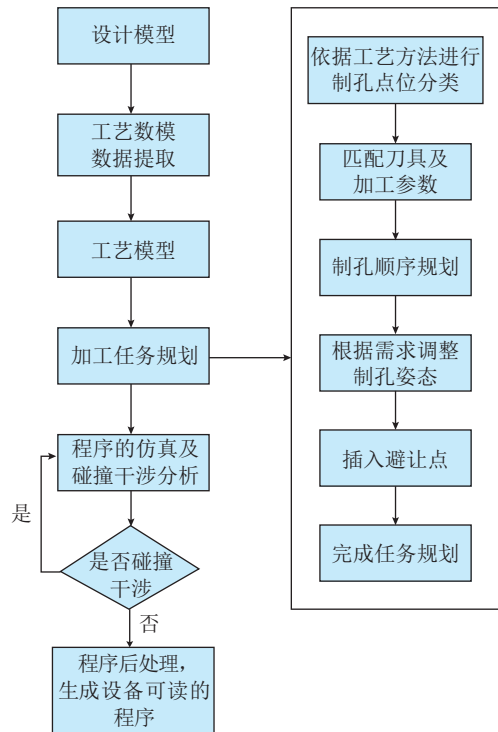 设计模型
工艺数模
数据提取
工艺模型
加工任务规划
程序的仿真及
碰撞干涉分析
是
是否碰撞
干涉
否
程序后处理，
生成设备可读的
程序
依据工艺方法进行
制孔点位分类
匹配刀具及
加工参数
制孔顺序规划
根据需求调整
制孔姿态
插入避让点
完成任务规划